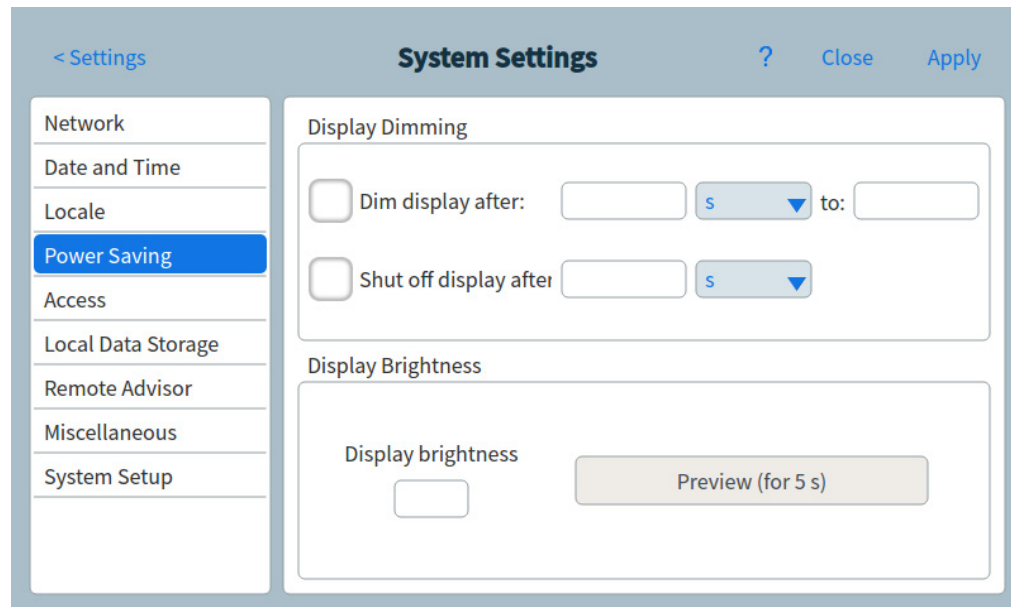 < Settings System Settings ? Close Apply
Network
Date and Time
Locale
Power Saving
Access
Local Data Storage
Remote Advisor
Miscellaneous
System Setup
Display Dimming
Dim display after: s to:
Shut off display after s
Display Brightness
Display brightness
Preview (for 5 s)